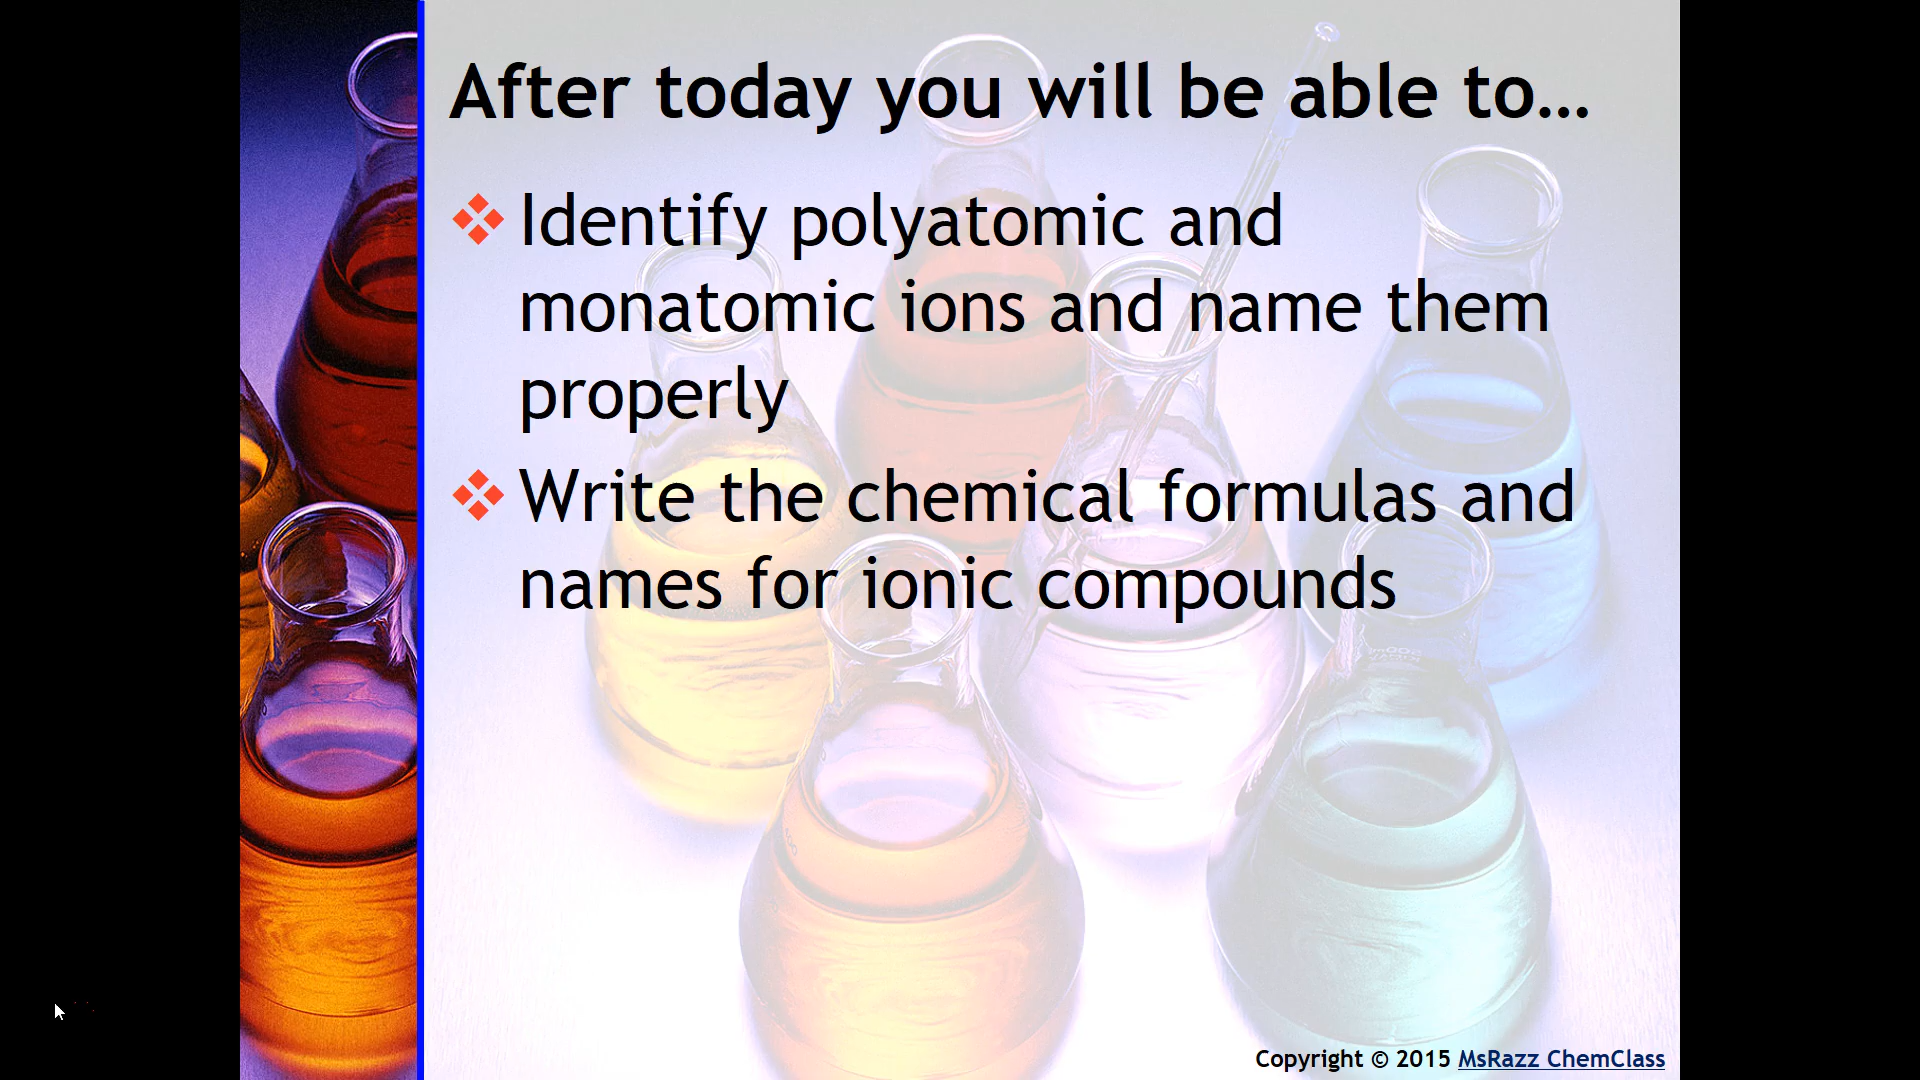 After today you will be able to…
Identify polyatomic and
monatomic ions and name them
properly
Write the chemical formulas and
names for ionic compounds
Copyright © 2015 MsRazz ChemClass